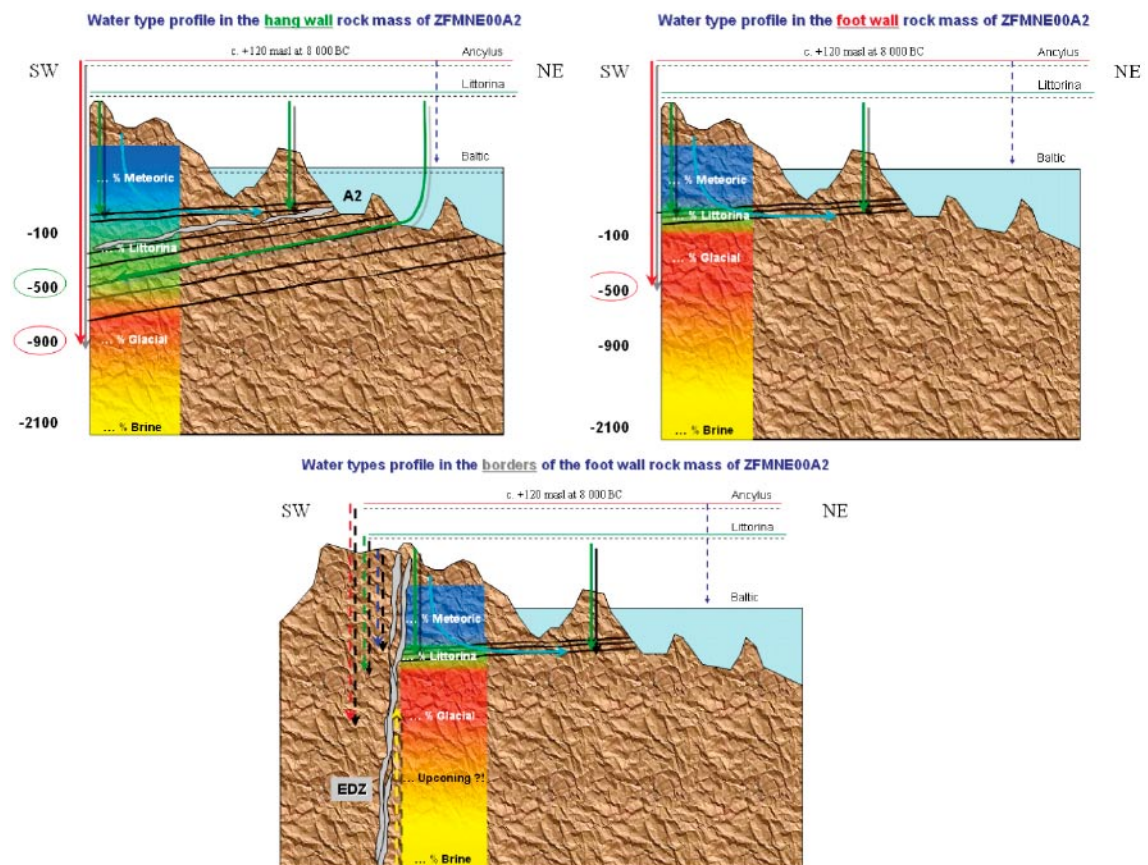 Water type profile in the hang wall rock mass of ZFMNE00A2
c. +120 masl at 8 000 BC
Ancylus
SW
NE
Littorina
Baltic
... % Meteoric
A2
-100
... % Littorina
-500
-900
... % Glacial
-2100
... % Brine
Water type profile in the foot wall rock mass of ZFMNE00A2
c. +120 masl at 8 000 BC
Ancylus
SW
NE
Littorina
Baltic
... % Meteoric
... % Littorina
-100
... % Glacial
-500
-900
-2100
... % Brine
Water types profile in the borders of the foot wall rock mass of ZFMNE00A2
c. +120 masl at 8 000 BC
Ancylus
SW
NE
Littorina
Baltic
... % Meteoric
... % Littorina
... % Glacial
... Upconing ?!
EDZ
... % Brine